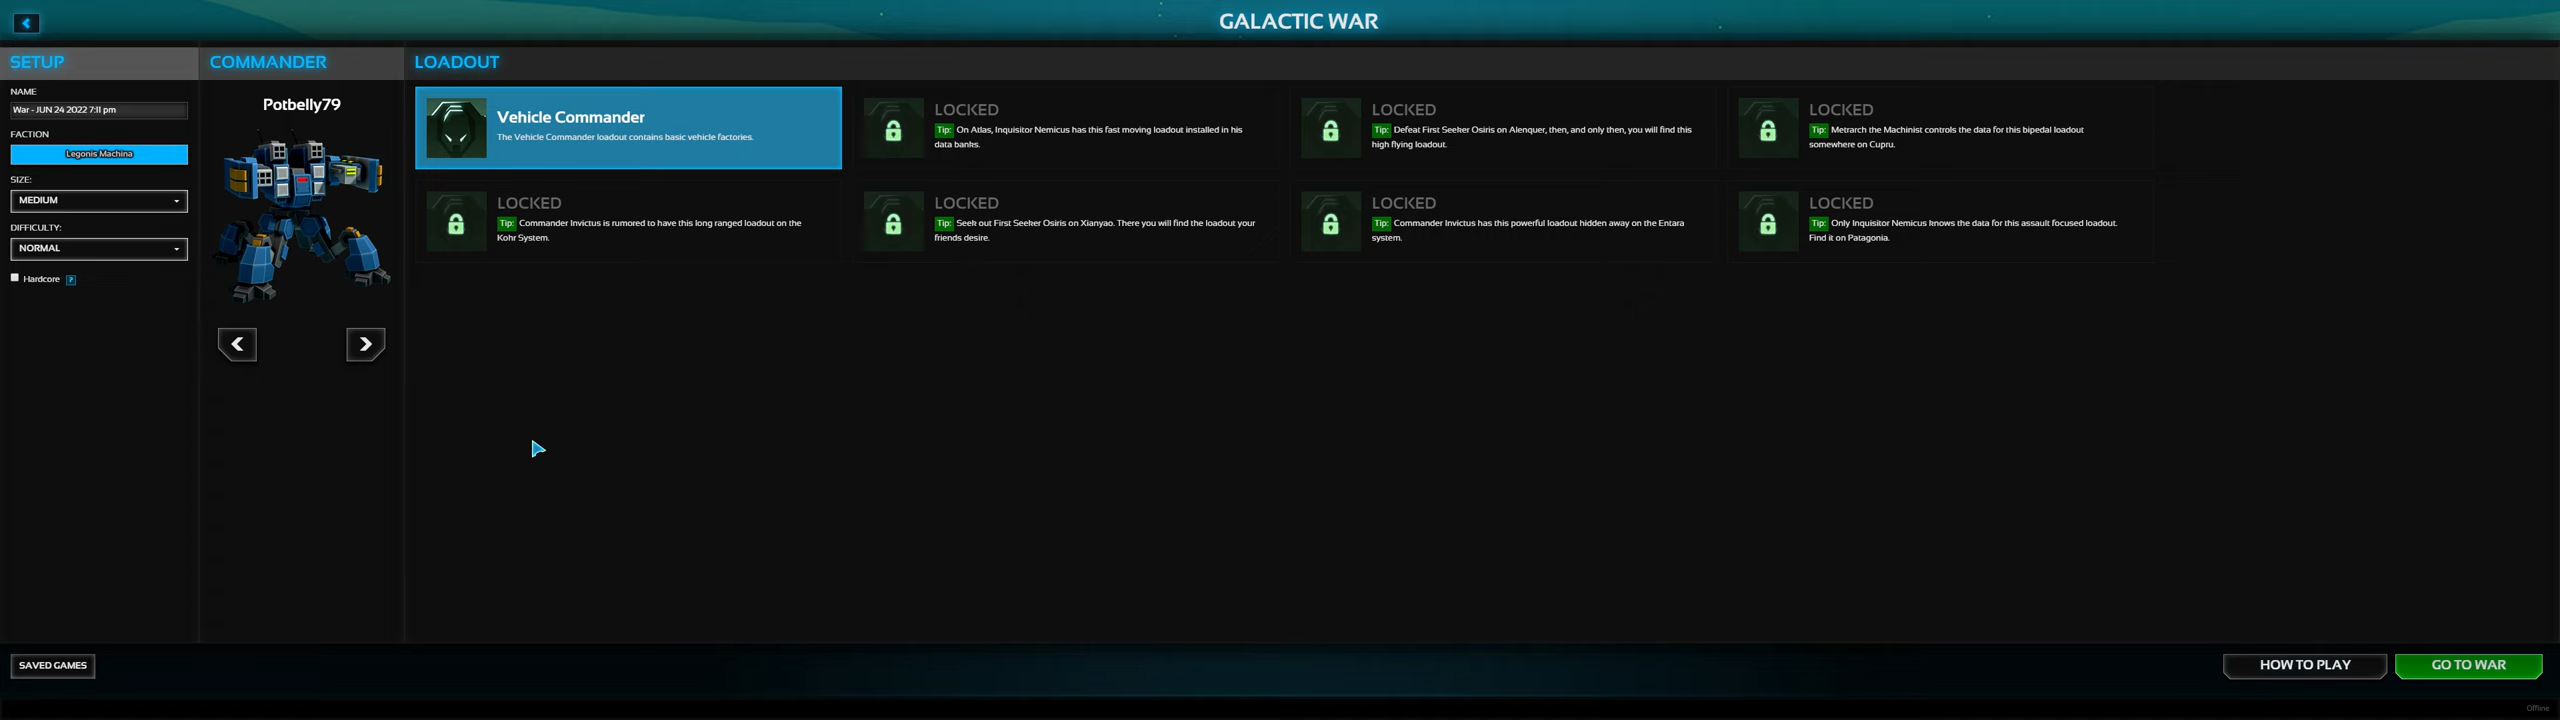 GALACTIC WAR
SETUP
COMMANDER
LOADOUT
NAME
War - JUN 24 2022 7:11 pm
FACTION
Legonis Machina
SIZE:
MEDIUM
DIFFICULTY:
NORMAL
Hardcore ?
Potbelly79
Vehicle Commander
The Vehicle Commander loadout contains basic vehicle factories.
LOCKED
Tip: On Atlas, Inquisitor Nemicus has this fast moving loadout installed in his
data banks.
LOCKED
Tip: Defeat First Seeker Osiris on Alenquer, then, and only then, you will find this
high flying loadout.
LOCKED
Tip: Metrarch the Machinist controls the data for this bipedal loadout
somewhere on Cupru.
LOCKED
Tip: Commander Invictus is rumored to have this long ranged loadout on the
Kohr System.
LOCKED
Tip: Seek out First Seeker Osiris on Xianyao. There you will find the loadout your
friends desire.
LOCKED
Tip: Commander Invictus has this powerful loadout hidden away on the Entara
system.
LOCKED
Tip: Only Inquisitor Nemicus knows the data for this assault focused loadout.
Find it on Patagonia.
SAVED GAMES
HOW TO PLAY
GO TO WAR
Offline